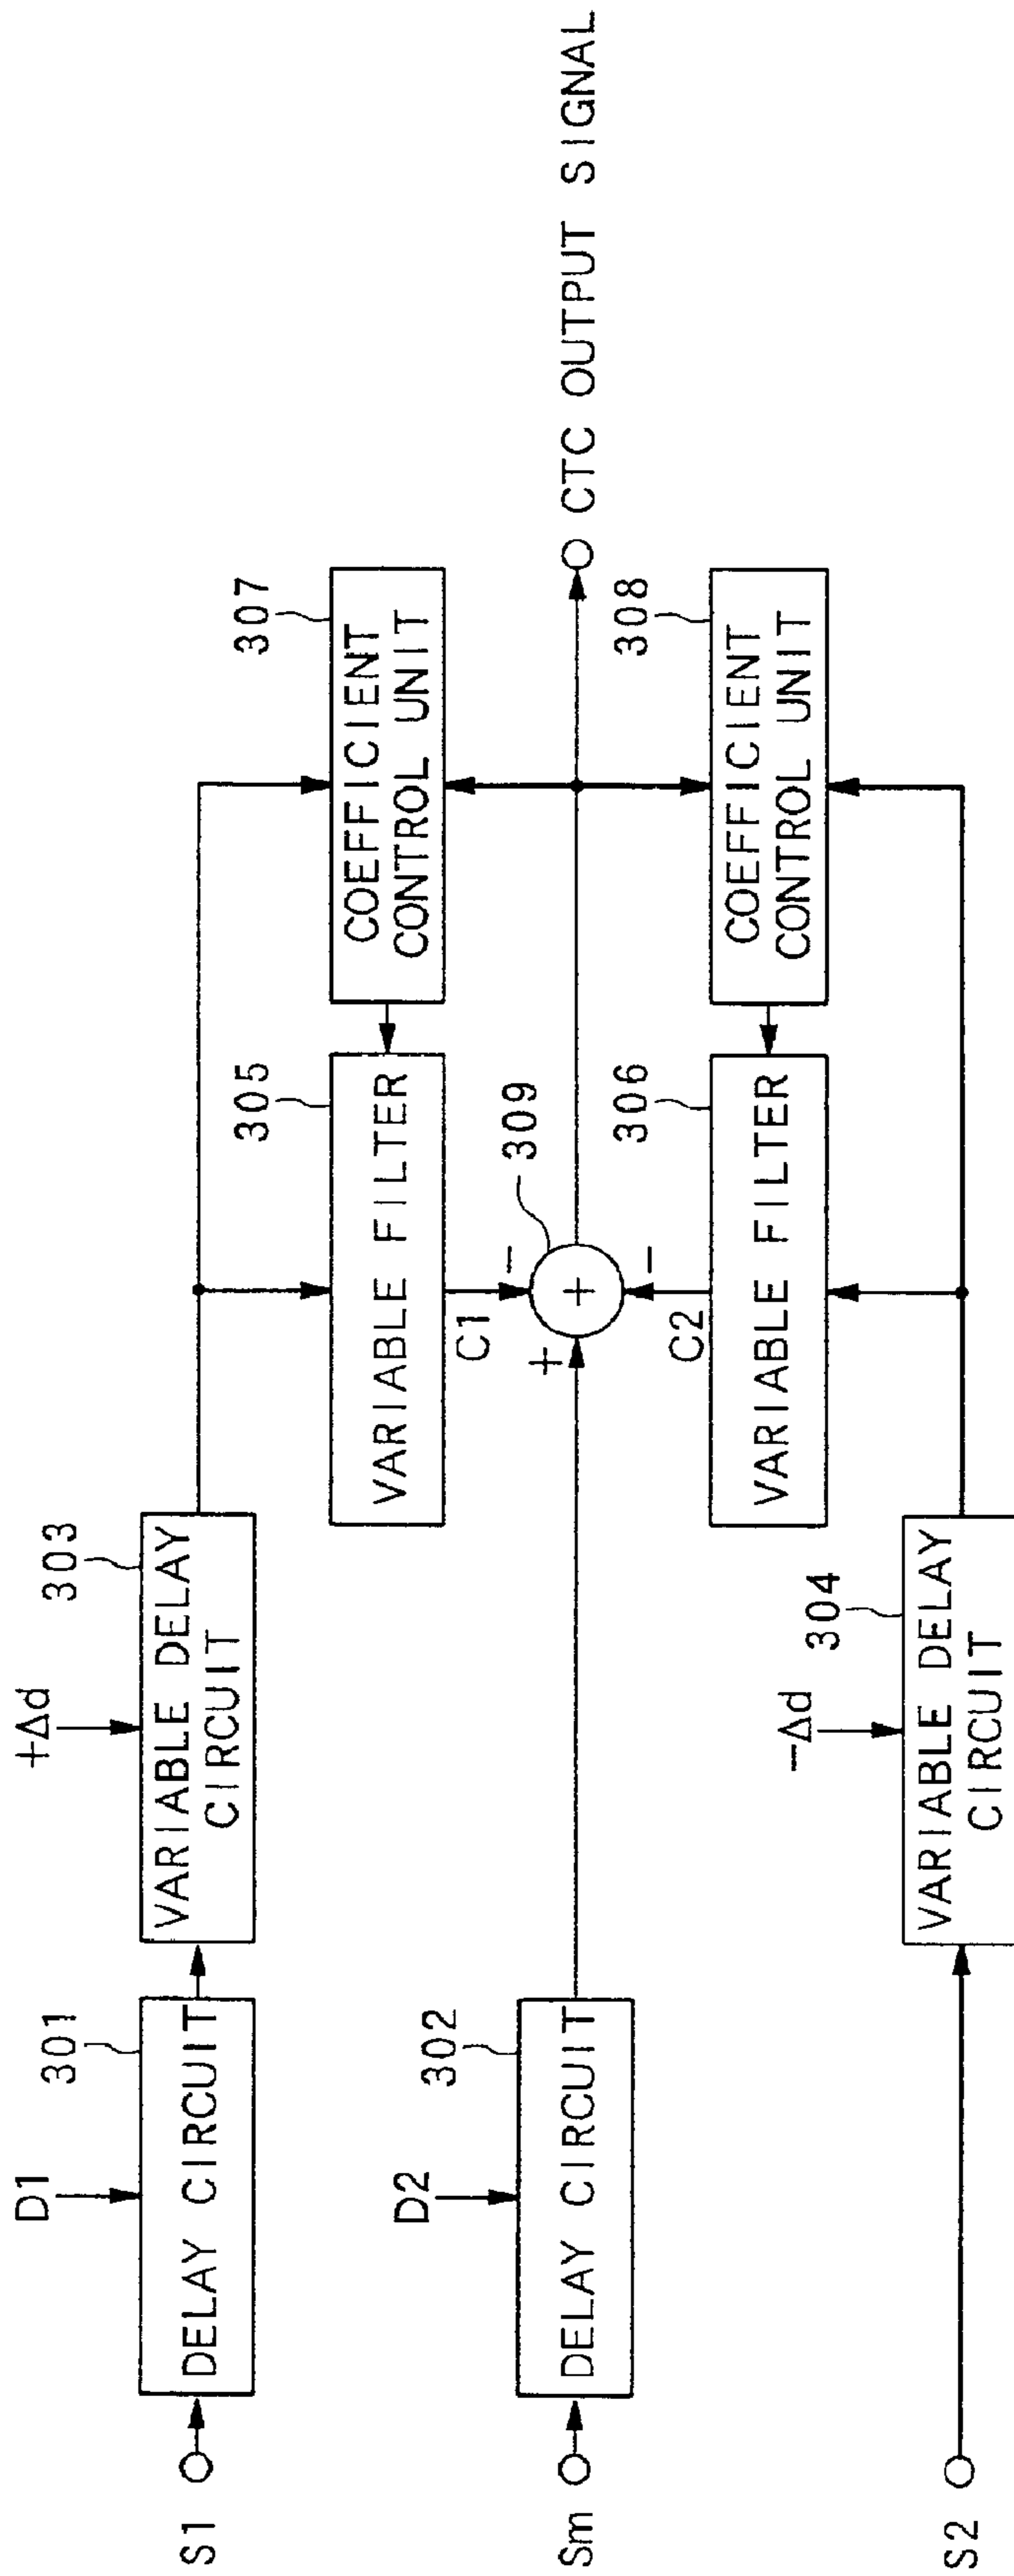 S1
D1
301
DELAY CIRCUIT
+Δd
303
VARIABLE DELAY
CIRCUIT
305
VARIABLE FILTER
307
COEFFICIENT
CONTROL UNIT
C1
−
Sm
D2
302
DELAY CIRCUIT
+
+
309
CTC OUTPUT SIGNAL
C2
−
306
VARIABLE FILTER
308
COEFFICIENT
CONTROL UNIT
S2
−Δd
304
VARIABLE DELAY
CIRCUIT